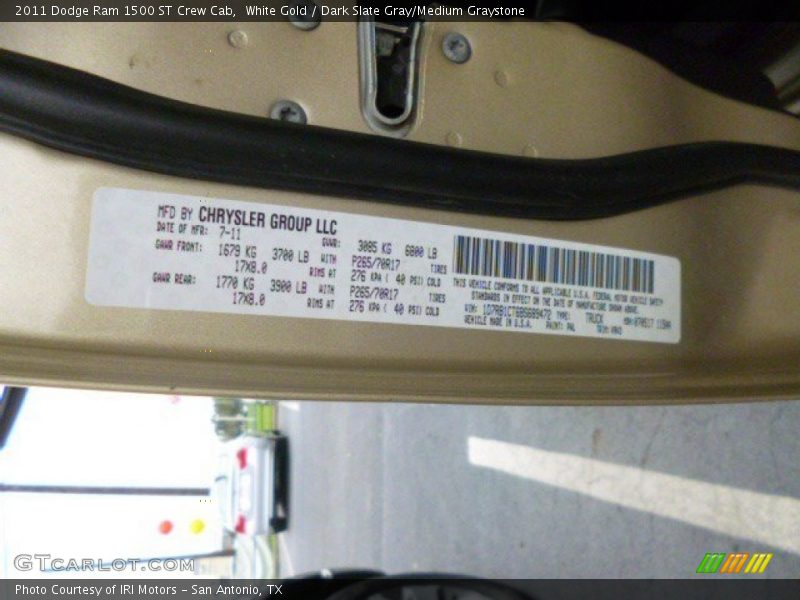 2011 Dodge Ram 1500 ST Crew Cab, White Gold / Dark Slate Gray/Medium Graystone
MFD BY CHRYSLER GROUP LLC
DATE OF MFR: 7-11 GVWR: 3085 KG 6800 LB
GAWR FRONT: 1679 KG 3700 LB WITH P265/70R17 TIRES
17X8.0 RIMS AT 276 KPA ( 40 PSI) COLD
GAWR REAR: 1770 KG 3900 LB WITH P265/70R17 TIRES
17X8.0 RIMS AT 276 KPA ( 40 PSI) COLD
THIS VEHICLE CONFORMS TO ALL APPLICABLE U.S.A. FEDERAL MOTOR VEHICLE SAFETY
STANDARDS IN EFFECT ON THE DATE OF MANUFACTURE SHOWN ABOVE.
VIN: TYPE: TRUCK
VEHICLE MADE IN U.S.A. PAINT: PAL TRIM:
GTCARLOT.COM
Photo Courtesy of IRI Motors – San Antonio, TX